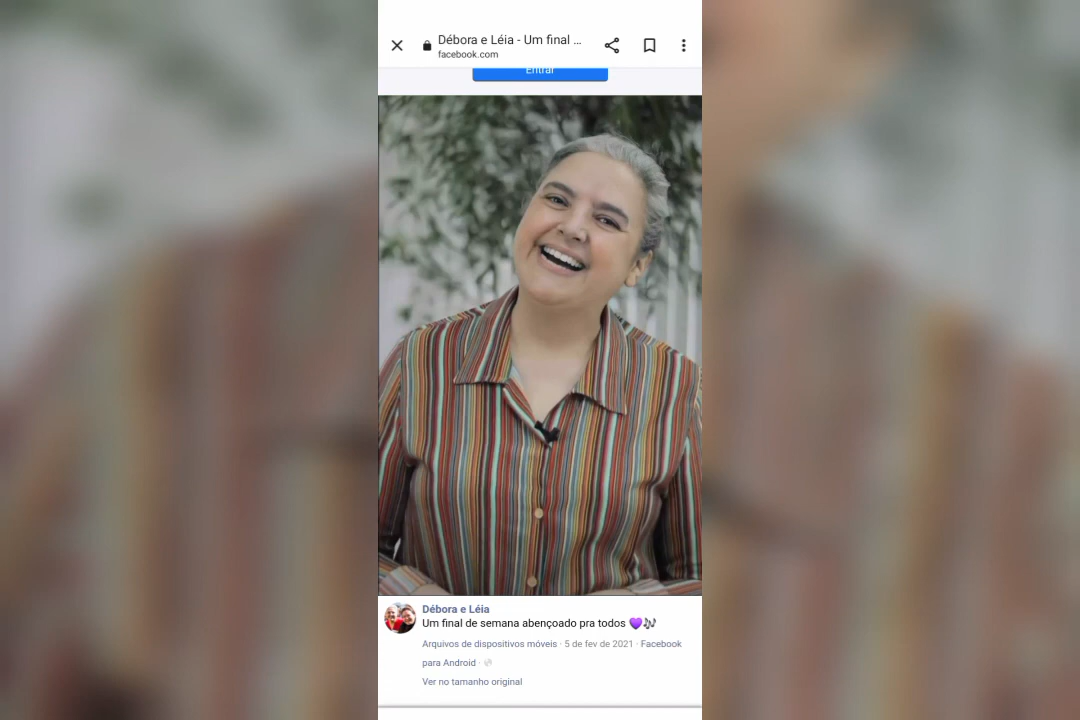 Débora e Léia - Um final ...
facebook.com
Entrar
Débora e Léia
Um final de semana abençoado pra todos 💜🎶
Arquivos de dispositivos móveis · 5 de fev de 2021 · Facebook
para Android ·
Ver no tamanho original